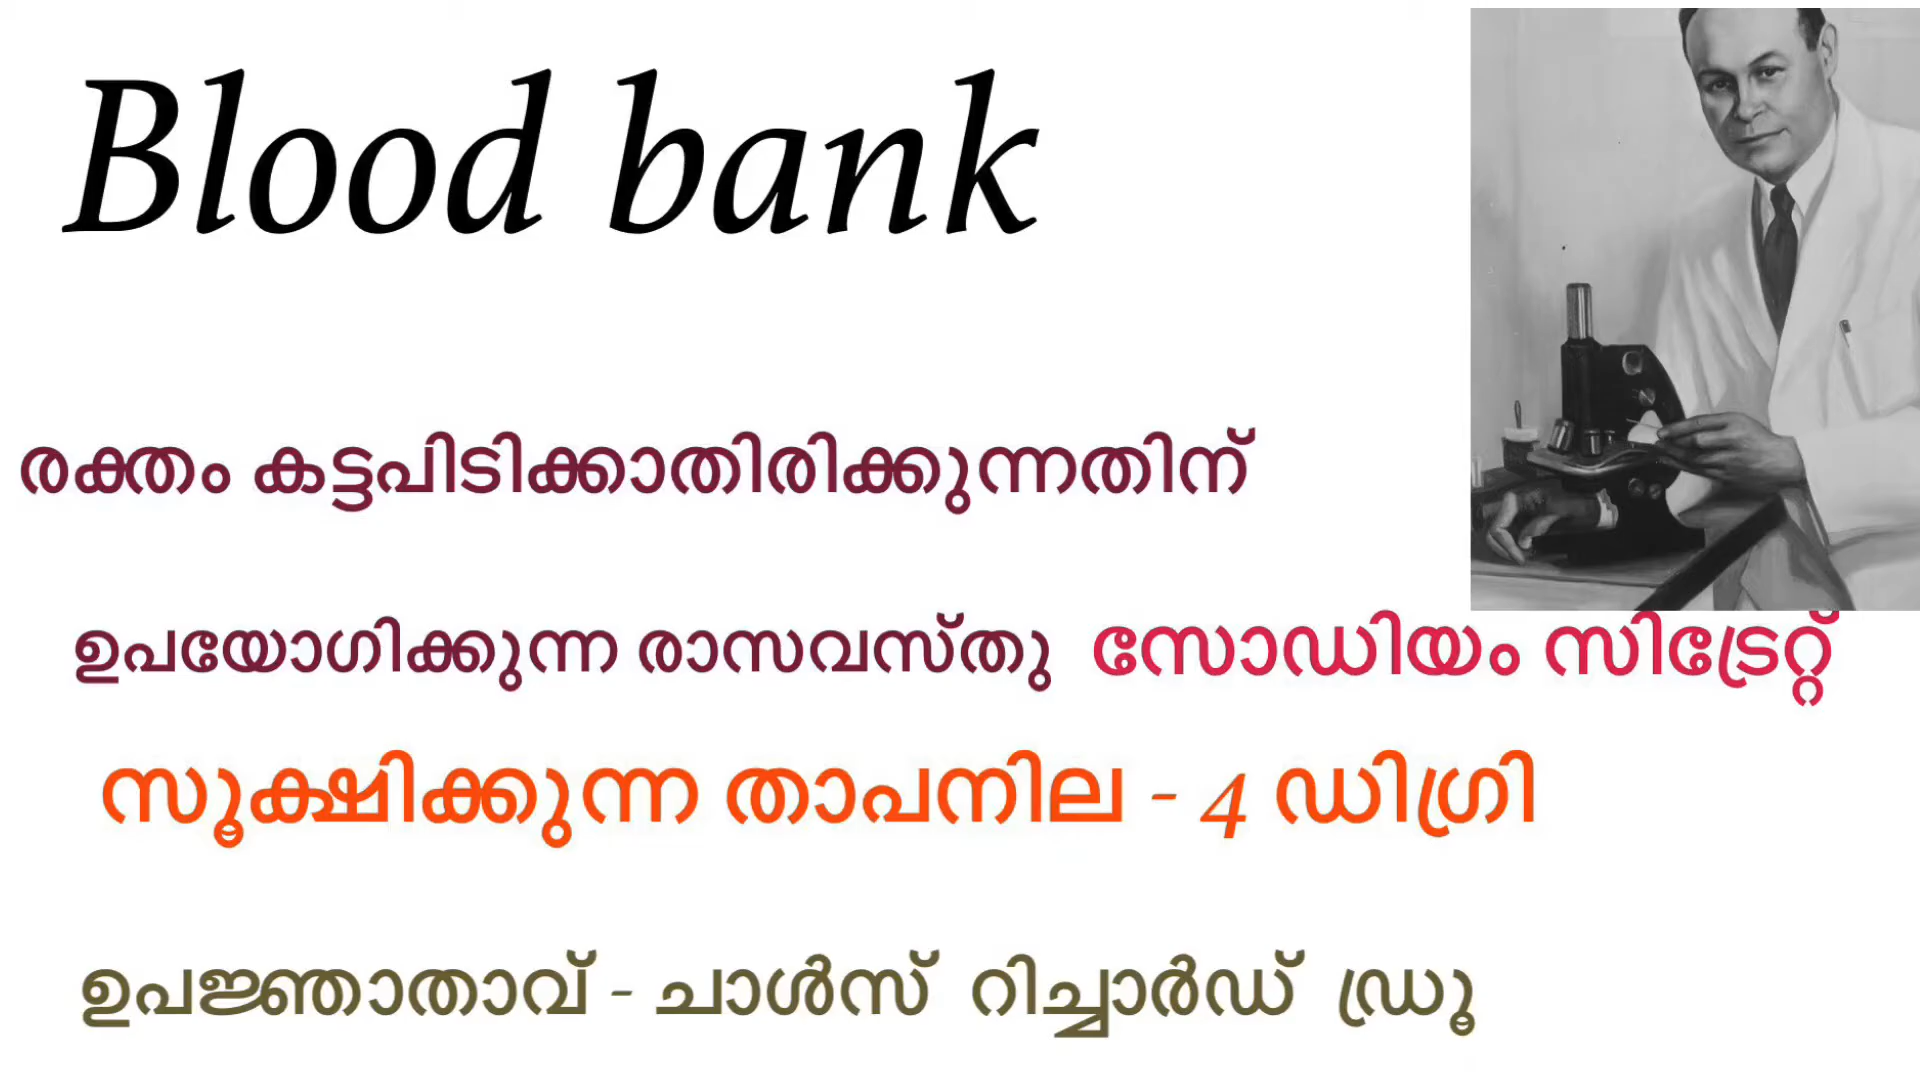 Blood bank
രക്തം കട്ടപിടിക്കാതിരിക്കുന്നതിന്
ഉപയോഗിക്കുന്ന രാസവസ്തു സോഡിയം സിട്രേറ്റ്
സൂക്ഷിക്കുന്ന താപനില - 4 ഡിഗ്രി
ഉപജ്ഞാതാവ് - ചാൾസ് റിച്ചാർഡ് ഡ്രൂ